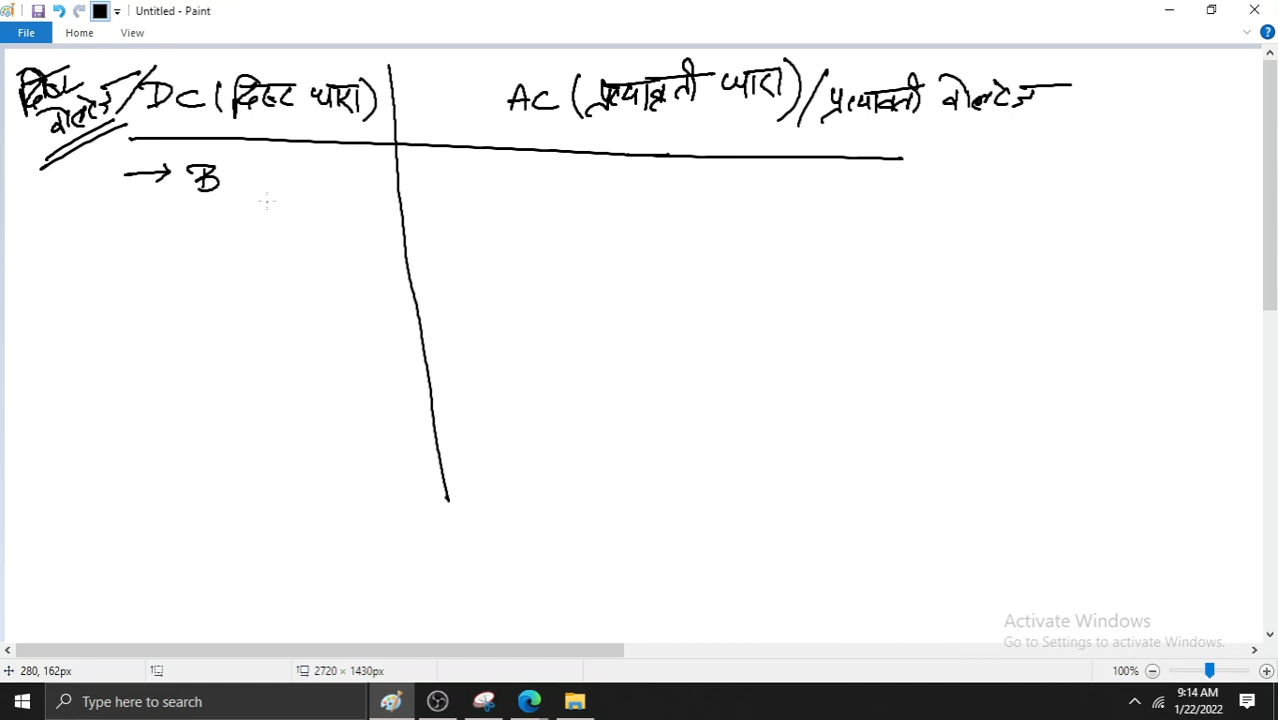 Untitled - Paint
File Home View
दिष्ट वोल्टेज / DC (दिष्ट धारा) AC (प्रत्यावर्ती धारा) / प्रत्यावर्ती वोल्टेज
→ B
Activate Windows
Go to Settings to activate Windows.
280, 162px 2720 × 1430px 100%
Type here to search
9:14 AM
1/22/2022